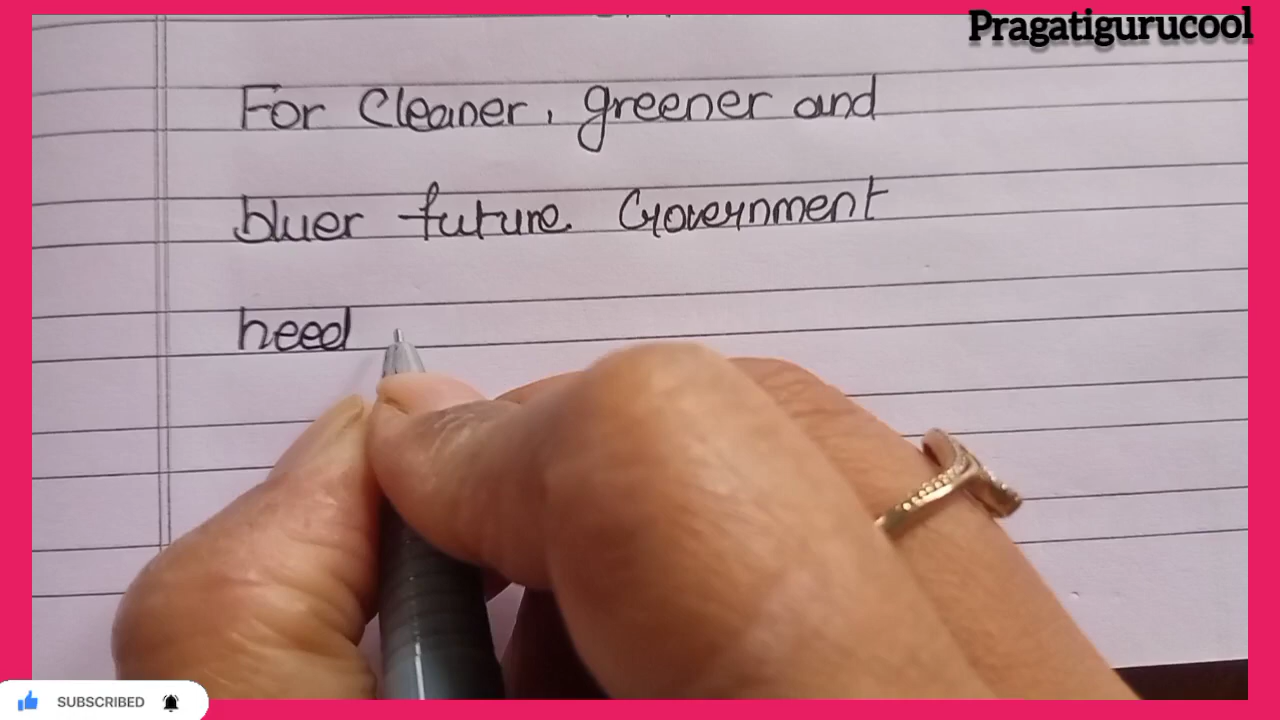 Pragatigurucool
For Cleaner, greener and
bluer future Government
need
SUBSCRIBED